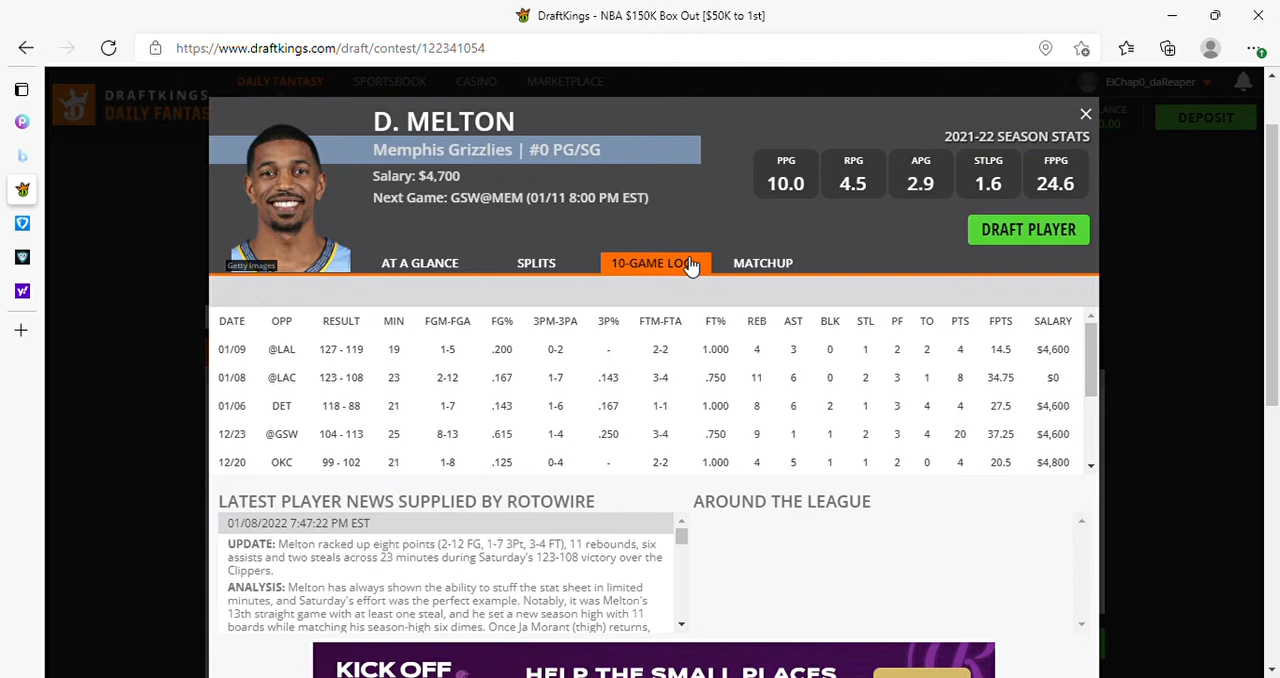 DraftKings - NBA $150K Box Out [$50K to 1st]
https://www.draftkings.com/draft/contest/122341054
DRAFTKINGS
DAILY FANTAS
DAILY FANTASY SPORTSBOOK CASINO MARKETPLACE
ElChap0_daReaper
DEPOSIT
D. MELTON
Memphis Grizzlies | #0 PG/SG
Salary: $4,700
Next Game: GSW@MEM (01/11 8:00 PM EST)
2021-22 SEASON STATS
PPG RPG APG STLPG FPPG
10.0 4.5 2.9 1.6 24.6
DRAFT PLAYER
Getty Images
AT A GLANCE SPLITS 10-GAME LOG MATCHUP
DATE OPP RESULT MIN FGM-FGA FG% 3PM-3PA 3P% FTM-FTA FT% REB AST BLK STL PF TO PTS FPTS SALARY
01/09 @LAL 127 - 119 19 1-5 .200 0-2 - 2-2 1.000 4 3 0 1 2 2 4 14.5 $4,600
01/08 @LAC 123 - 108 23 2-12 .167 1-7 .143 3-4 .750 11 6 0 2 3 1 8 34.75 $0
01/06 DET 118 - 88 21 1-7 .143 1-6 .167 1-1 1.000 8 6 2 1 3 4 4 27.5 $4,600
12/23 @GSW 104 - 113 25 8-13 .615 1-4 .250 3-4 .750 9 1 1 2 3 4 20 37.25 $4,600
12/20 OKC 99 - 102 21 1-8 .125 0-4 - 2-2 1.000 4 5 1 1 2 0 4 20.5 $4,800
LATEST PLAYER NEWS SUPPLIED BY ROTOWIRE
01/08/2022 7:47:22 PM EST
UPDATE: Melton racked up eight points (2-12 FG, 1-7 3Pt, 3-4 FT), 11 rebounds, six
assists and two steals across 23 minutes during Saturday's 123-108 victory over the
Clippers.
ANALYSIS: Melton has always shown the ability to stuff the stat sheet in limited
minutes, and Saturday's effort was the perfect example. Notably, it was Melton's
13th straight game with at least one steal, and he set a new season high with 11
boards while matching his season-high six dimes. Once Ja Morant (thigh) returns,
AROUND THE LEAGUE
KICK OFF
HELP THE SMALL PLACES